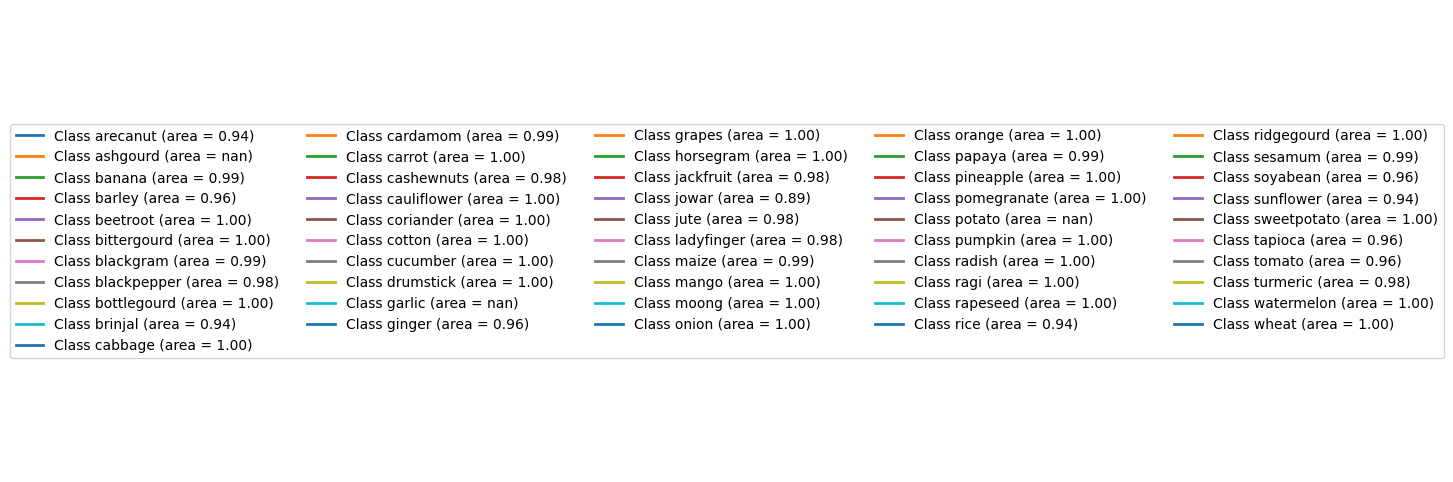 Class arecanut (area = 0.94)
Class ashgourd (area = nan)
Class banana (area = 0.99)
Class barley (area = 0.96)
Class beetroot (area = 1.00)
Class bittergourd (area = 1.00)
Class blackgram (area = 0.99)
Class blackpepper (area = 0.98)
Class bottlegourd (area = 1.00)
Class brinjal (area = 0.94)
Class cabbage (area = 1.00)
Class cardamom (area = 0.99)
Class carrot (area = 1.00)
Class cashewnuts (area = 0.98)
Class cauliflower (area = 1.00)
Class coriander (area = 1.00)
Class cotton (area = 1.00)
Class cucumber (area = 1.00)
Class drumstick (area = 1.00)
Class garlic (area = nan)
Class ginger (area = 0.96)
Class grapes (area = 1.00)
Class horsegram (area = 1.00)
Class jackfruit (area = 0.98)
Class jowar (area = 0.89)
Class jute (area = 0.98)
Class ladyfinger (area = 0.98)
Class maize (area = 0.99)
Class mango (area = 1.00)
Class moong (area = 1.00)
Class onion (area = 1.00)
Class orange (area = 1.00)
Class papaya (area = 0.99)
Class pineapple (area = 1.00)
Class pomegranate (area = 1.00)
Class potato (area = nan)
Class pumpkin (area = 1.00)
Class radish (area = 1.00)
Class ragi (area = 1.00)
Class rapeseed (area = 1.00)
Class rice (area = 0.94)
Class ridgegourd (area = 1.00)
Class sesamum (area = 0.99)
Class soyabean (area = 0.96)
Class sunflower (area = 0.94)
Class sweetpotato (area = 1.00)
Class tapioca (area = 0.96)
Class tomato (area = 0.96)
Class turmeric (area = 0.98)
Class watermelon (area = 1.00)
Class wheat (area = 1.00)